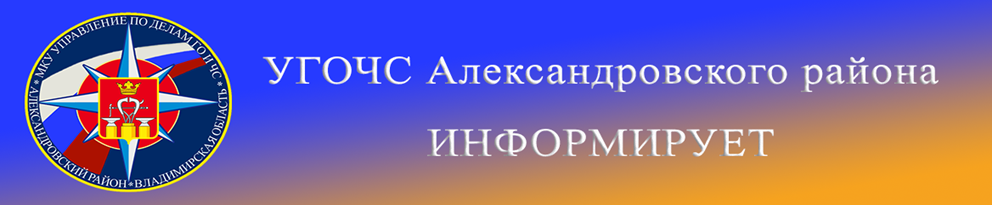 МКУ УПРАВЛЕНИЕ ПО ДЕЛАМ ГО И ЧС
* АЛЕКСАНДРОВСКИЙ РАЙОН * ВЛАДИМИРСКАЯ ОБЛАСТЬ *
УГОЧС Александровского района
ИНФОРМИРУЕТ